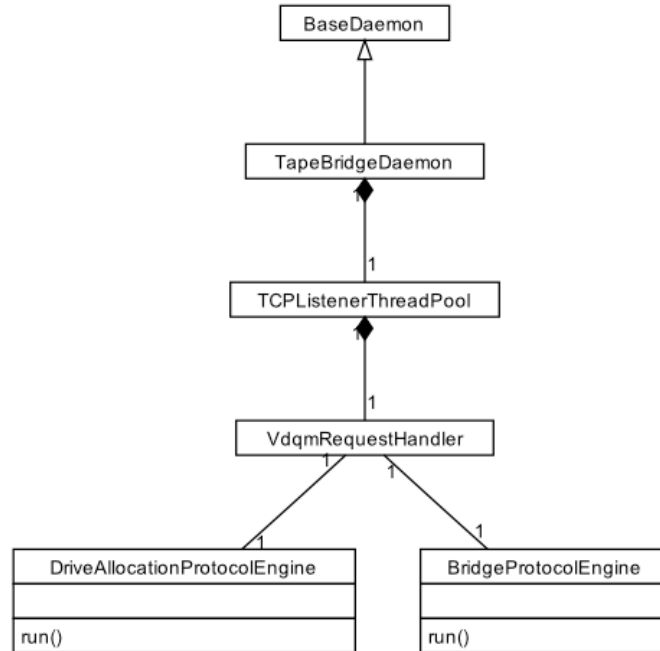 BaseDaemon
TapeBridgeDaemon
1
1
TCPListenerThreadPool
1
1
VdqmRequestHandler
1
1
1
1
DriveAllocationProtocolEngine
BridgeProtocolEngine
run()
run()